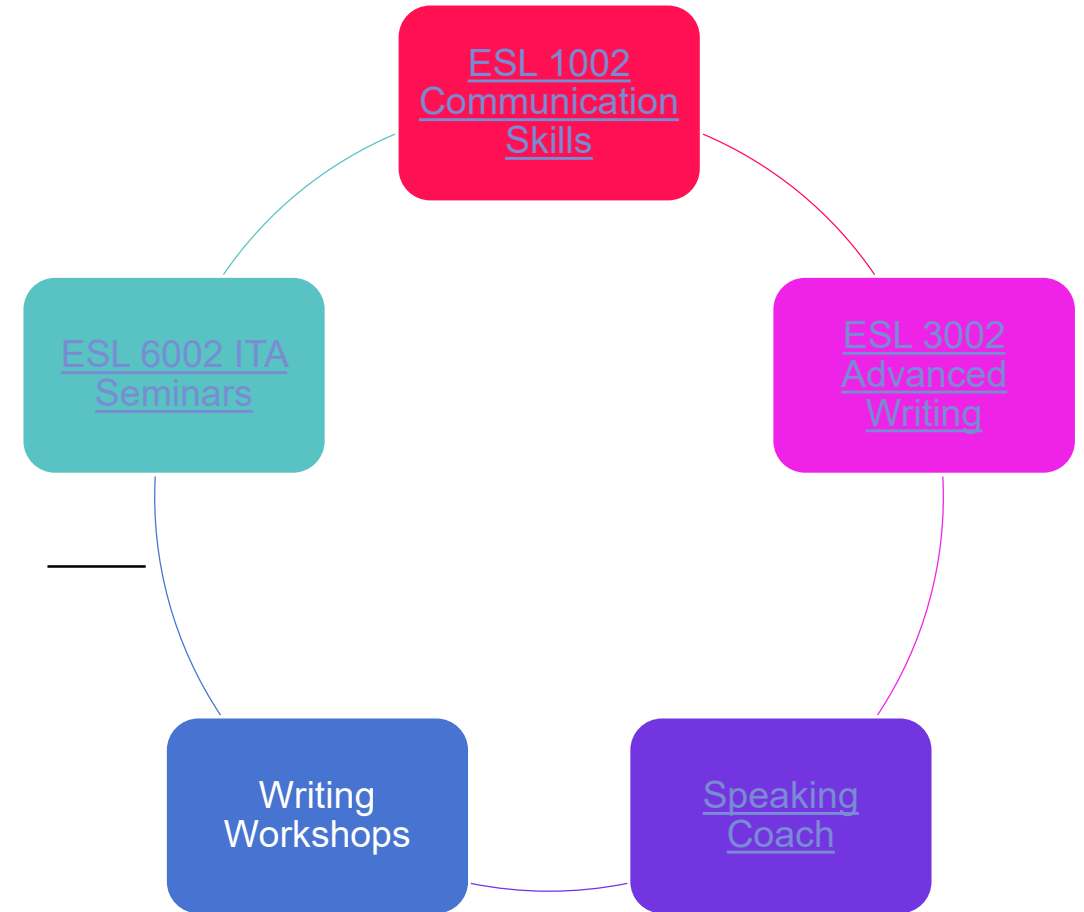 ESL 1002
Communication
Skills
ESL 3002
Advanced
Writing
Speaking
Coach
Writing
Workshops
ESL 6002 ITA
Seminars